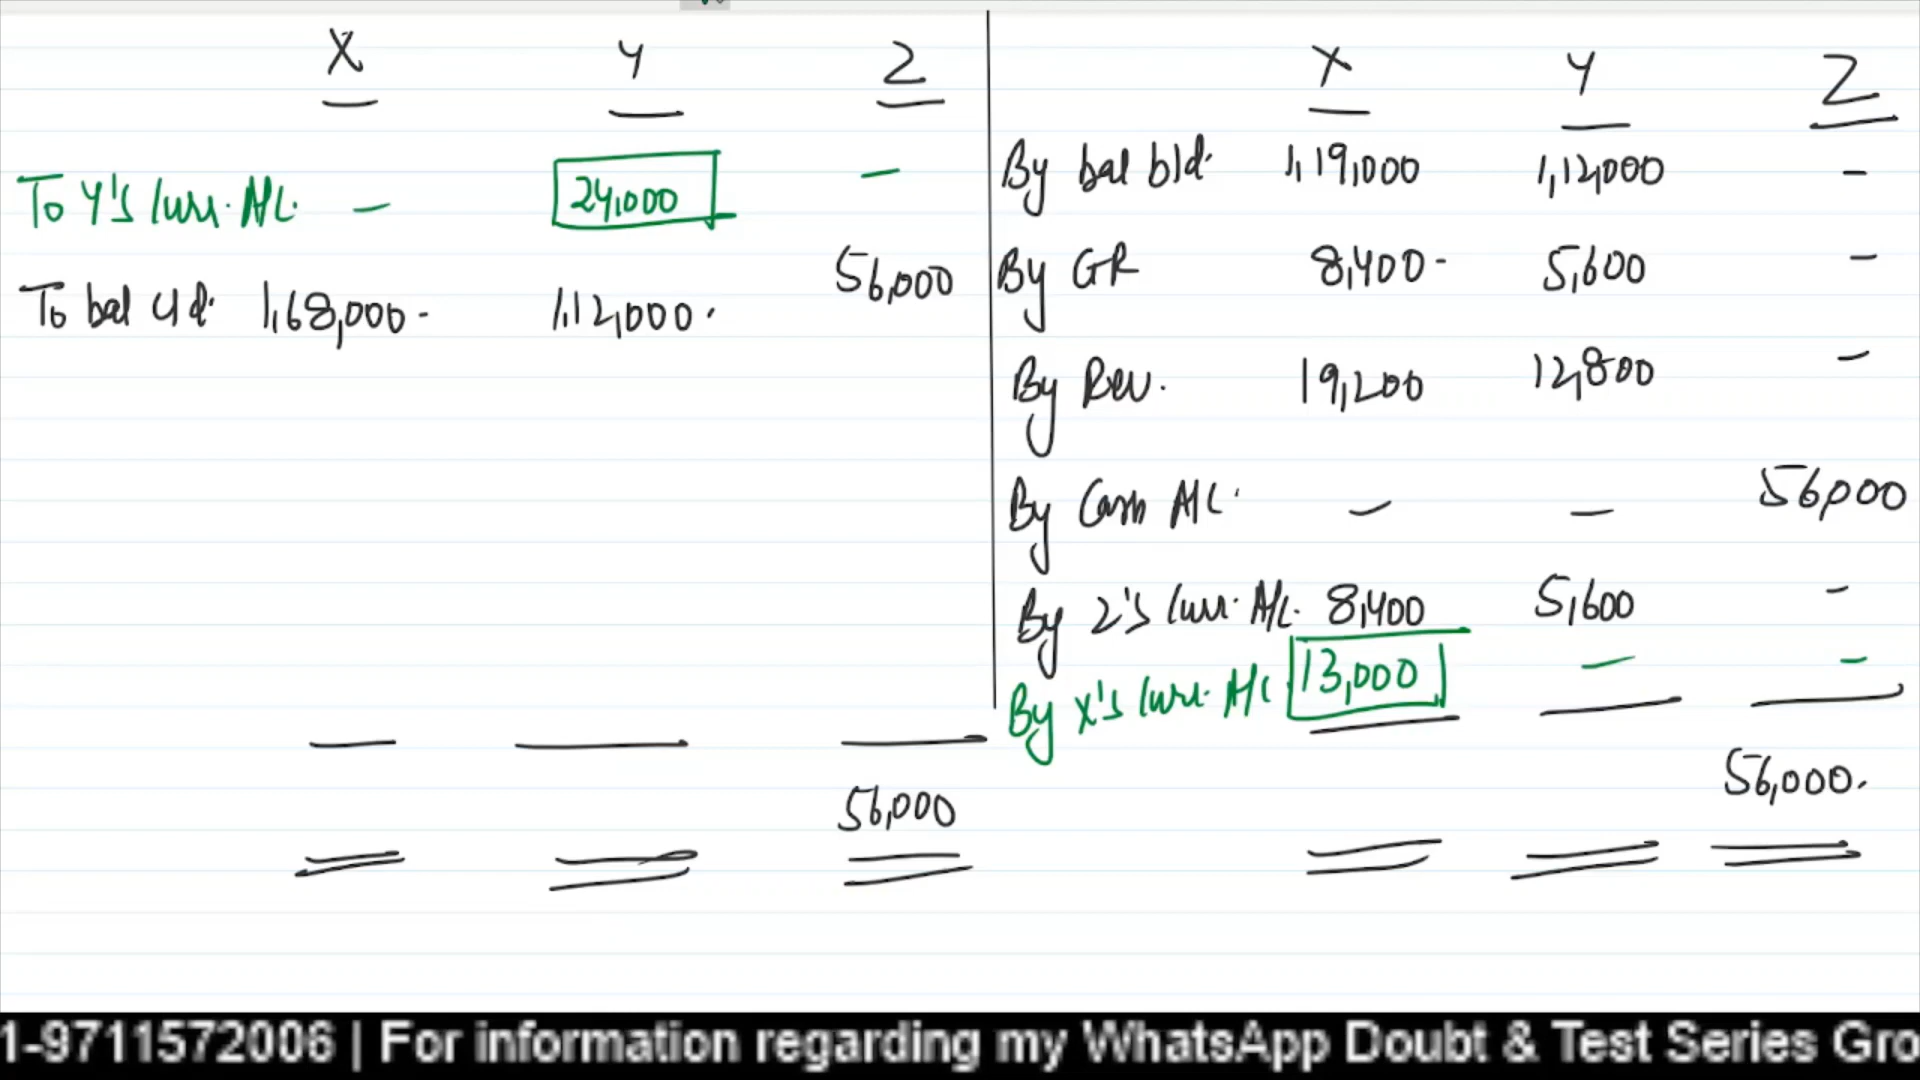 X Y Z
To Y's Curr. A/c. - 24,000 -
To bal c/d. 1,68,000. 1,12,000. 56,000
56,000
X Y Z
By bal b/d. 1,19,000 1,12,000 -
By GR 8,400 5,600 -
By Rev. 19,200 12,800 -
By Cash A/c. - - 56,000
By Z's Curr. A/c. 8,400 5,600 -
By X's Curr. A/c 13,000 - -
56,000.
1-9711572006 | For information regarding my WhatsApp Doubt & Test Series Gro